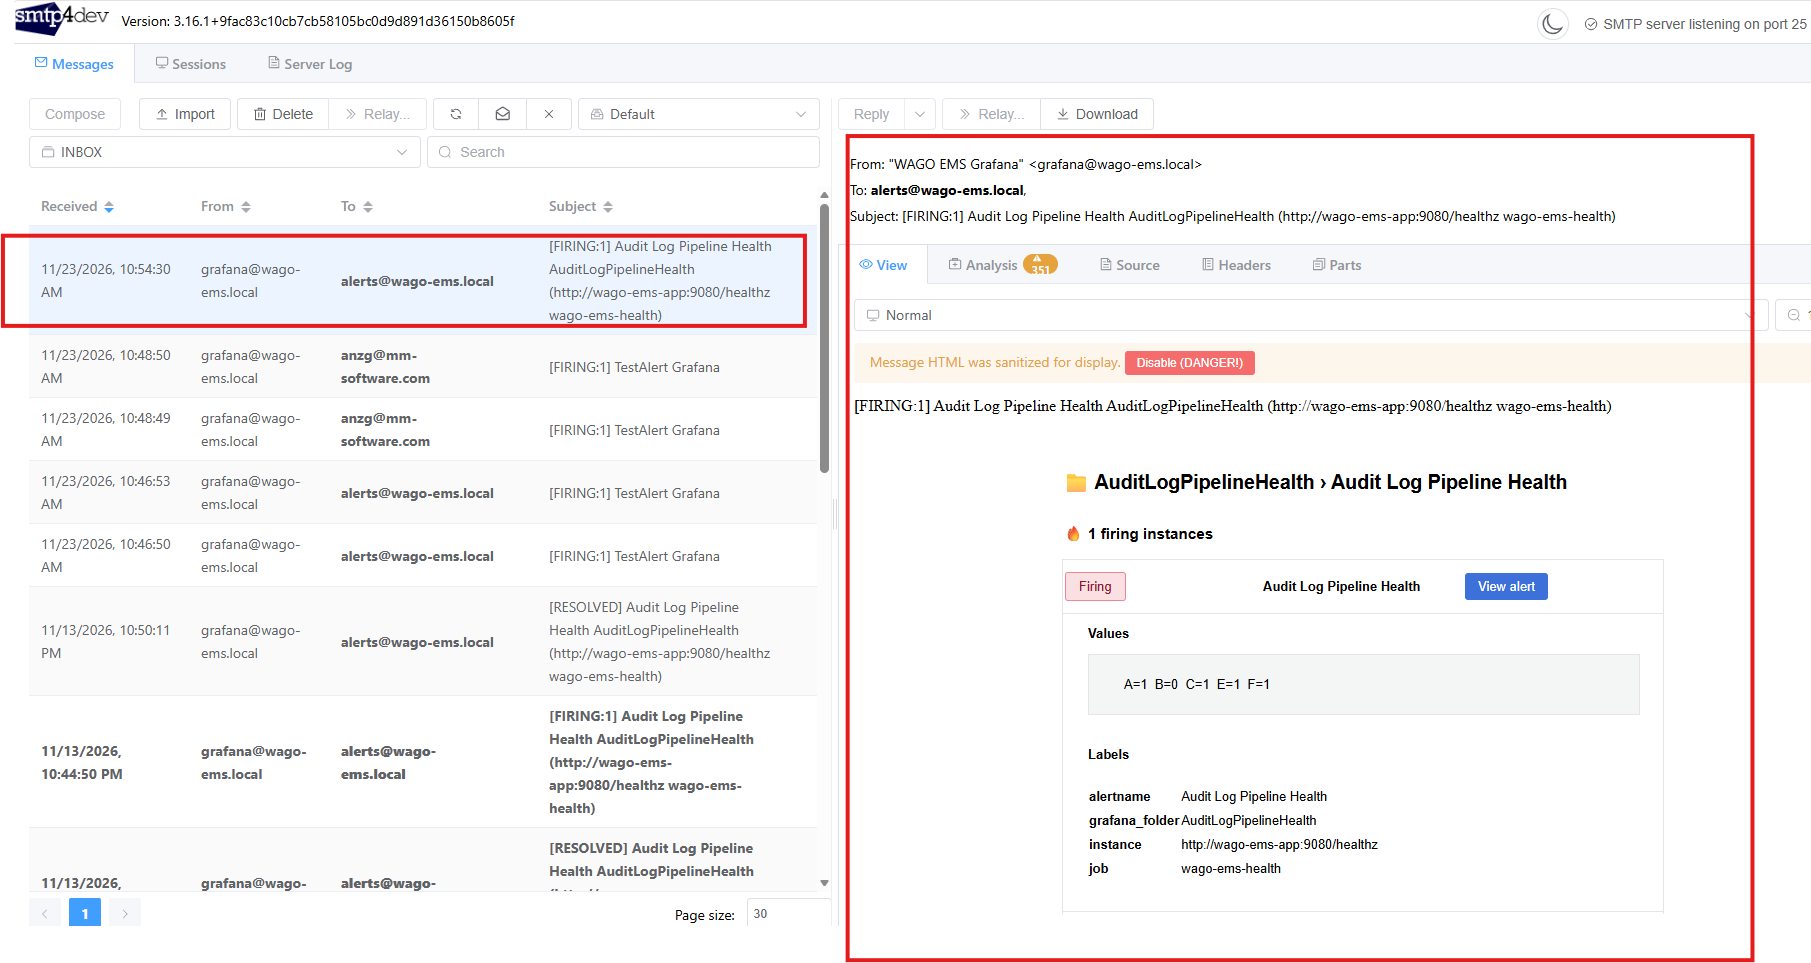 smtp4dev Version: 3.16.1+9fac83c10cb7cb58105bc0d9d891d36150b8605f
SMTP server listening on port 25
Messages Sessions Server Log
Compose Import Delete Relay... Default
INBOX Search
Received From To Subject
11/23/2026, 10:54:30 AM
grafana@wago-ems.local
alerts@wago-ems.local
[FIRING:1] Audit Log Pipeline Health
AuditLogPipelineHealth
(http://wago-ems-app:9080/healthz
wago-ems-health)
11/23/2026, 10:48:50 AM
grafana@wago-ems.local
anzg@mm-software.com
[FIRING:1] TestAlert Grafana
11/23/2026, 10:48:49 AM
grafana@wago-ems.local
anzg@mm-software.com
[FIRING:1] TestAlert Grafana
11/23/2026, 10:46:53 AM
grafana@wago-ems.local
alerts@wago-ems.local
[FIRING:1] TestAlert Grafana
11/23/2026, 10:46:50 AM
grafana@wago-ems.local
alerts@wago-ems.local
[FIRING:1] TestAlert Grafana
11/13/2026, 10:50:11 PM
grafana@wago-ems.local
alerts@wago-ems.local
[RESOLVED] Audit Log Pipeline
Health AuditLogPipelineHealth
(http://wago-ems-app:9080/healthz
wago-ems-health)
11/13/2026, 10:44:50 PM
grafana@wago-ems.local
alerts@wago-ems.local
[FIRING:1] Audit Log Pipeline
Health AuditLogPipelineHealth
(http://wago-ems-
app:9080/healthz wago-ems-
health)
11/13/2026,
grafana@wago-
alerts@wago-
[RESOLVED] Audit Log Pipeline
Health AuditLogPipelineHealth
1
Page size: 30
Reply Relay... Download
From: "WAGO EMS Grafana" <grafana@wago-ems.local>
To: alerts@wago-ems.local,
Subject: [FIRING:1] Audit Log Pipeline Health AuditLogPipelineHealth (http://wago-ems-app:9080/healthz wago-ems-health)
View Analysis 351 Source Headers Parts
Normal
Message HTML was sanitized for display. Disable (DANGER!)
[FIRING:1] Audit Log Pipeline Health AuditLogPipelineHealth (http://wago-ems-app:9080/healthz wago-ems-health)
AuditLogPipelineHealth › Audit Log Pipeline Health
1 firing instances
Firing Audit Log Pipeline Health View alert
Values
A=1 B=0 C=1 E=1 F=1
Labels
alertname Audit Log Pipeline Health
grafana_folder AuditLogPipelineHealth
instance http://wago-ems-app:9080/healthz
job wago-ems-health